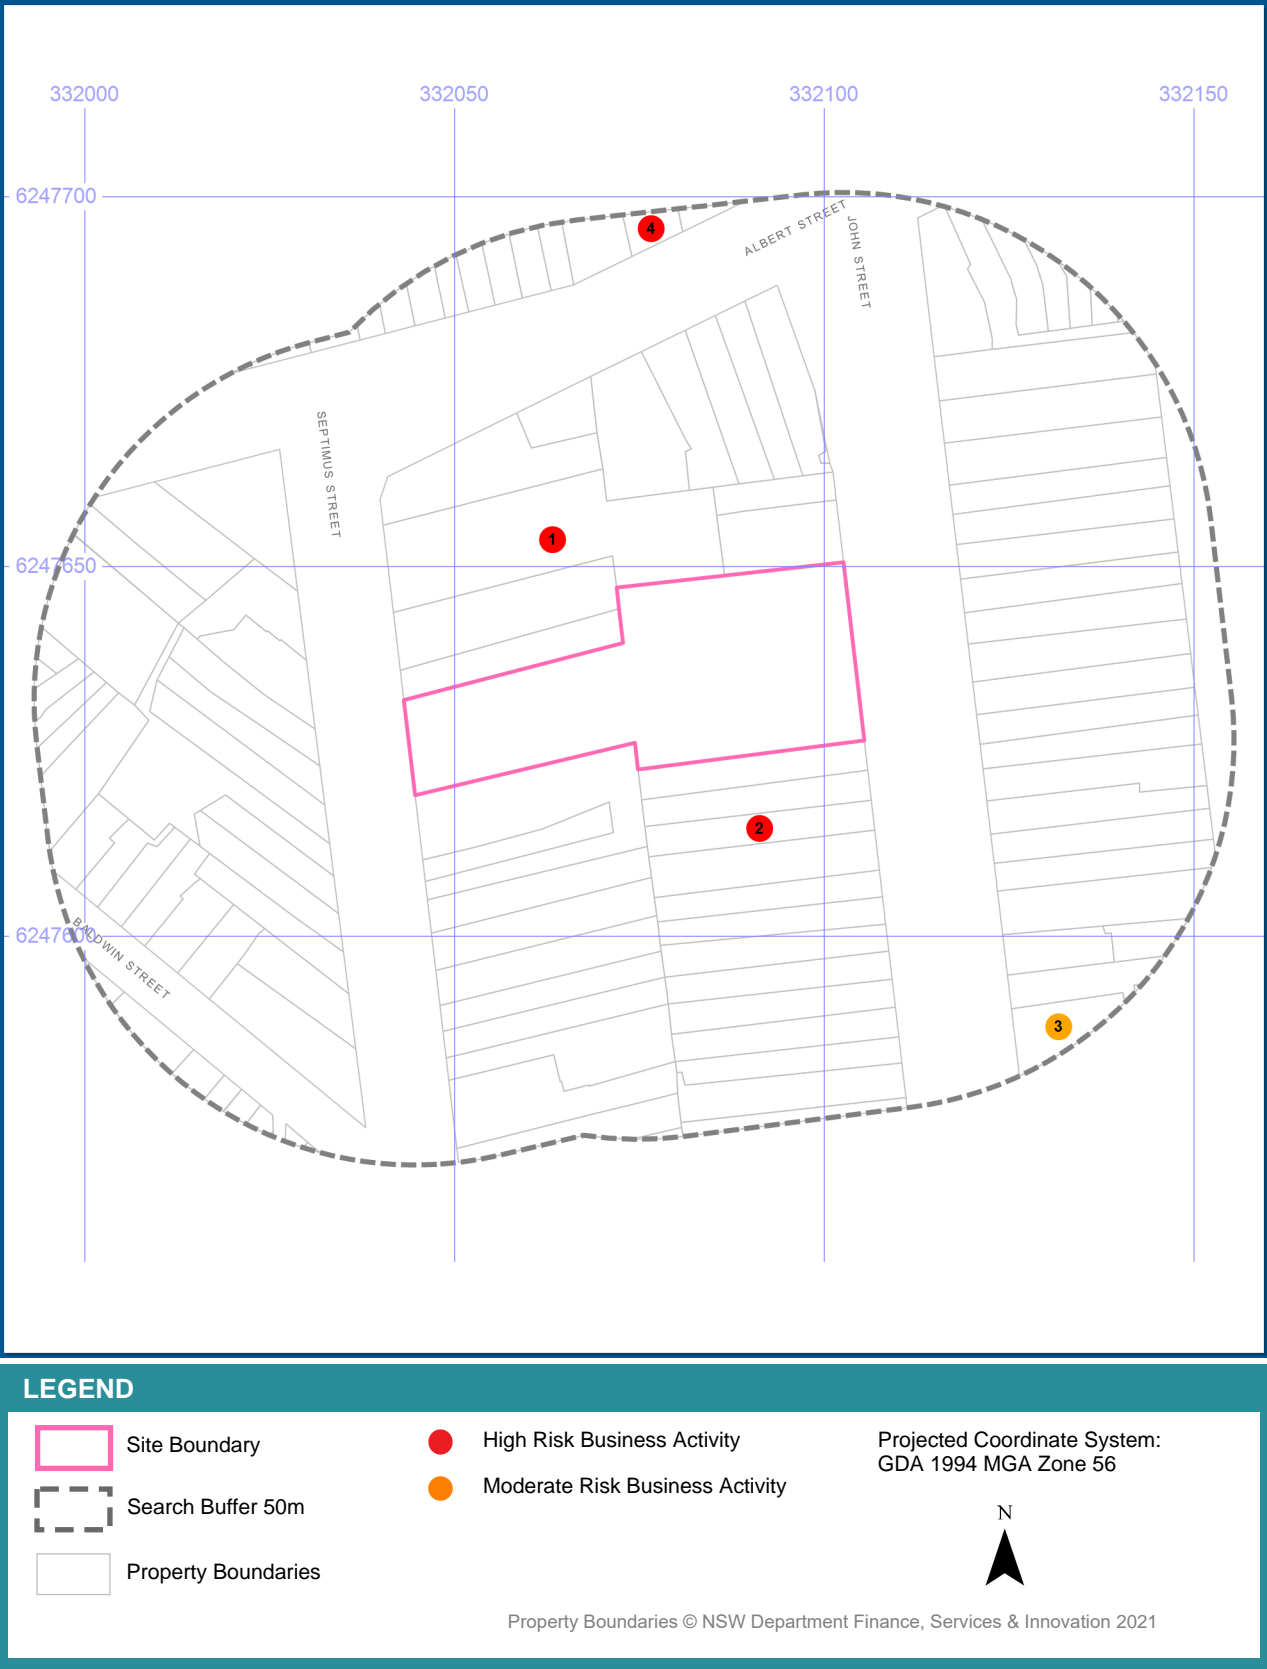 332000
332050
332100
332150
6247700
4
ALBERT STREET
JOHN STREET
SEPTIMUS STREET
1
6247650
2
6247600
BALDWIN STREET
3
LEGEND
Site Boundary
Search Buffer 50m
Property Boundaries
High Risk Business Activity
Moderate Risk Business Activity
Projected Coordinate System:
GDA 1994 MGA Zone 56
N
Property Boundaries © NSW Department Finance, Services & Innovation 2021